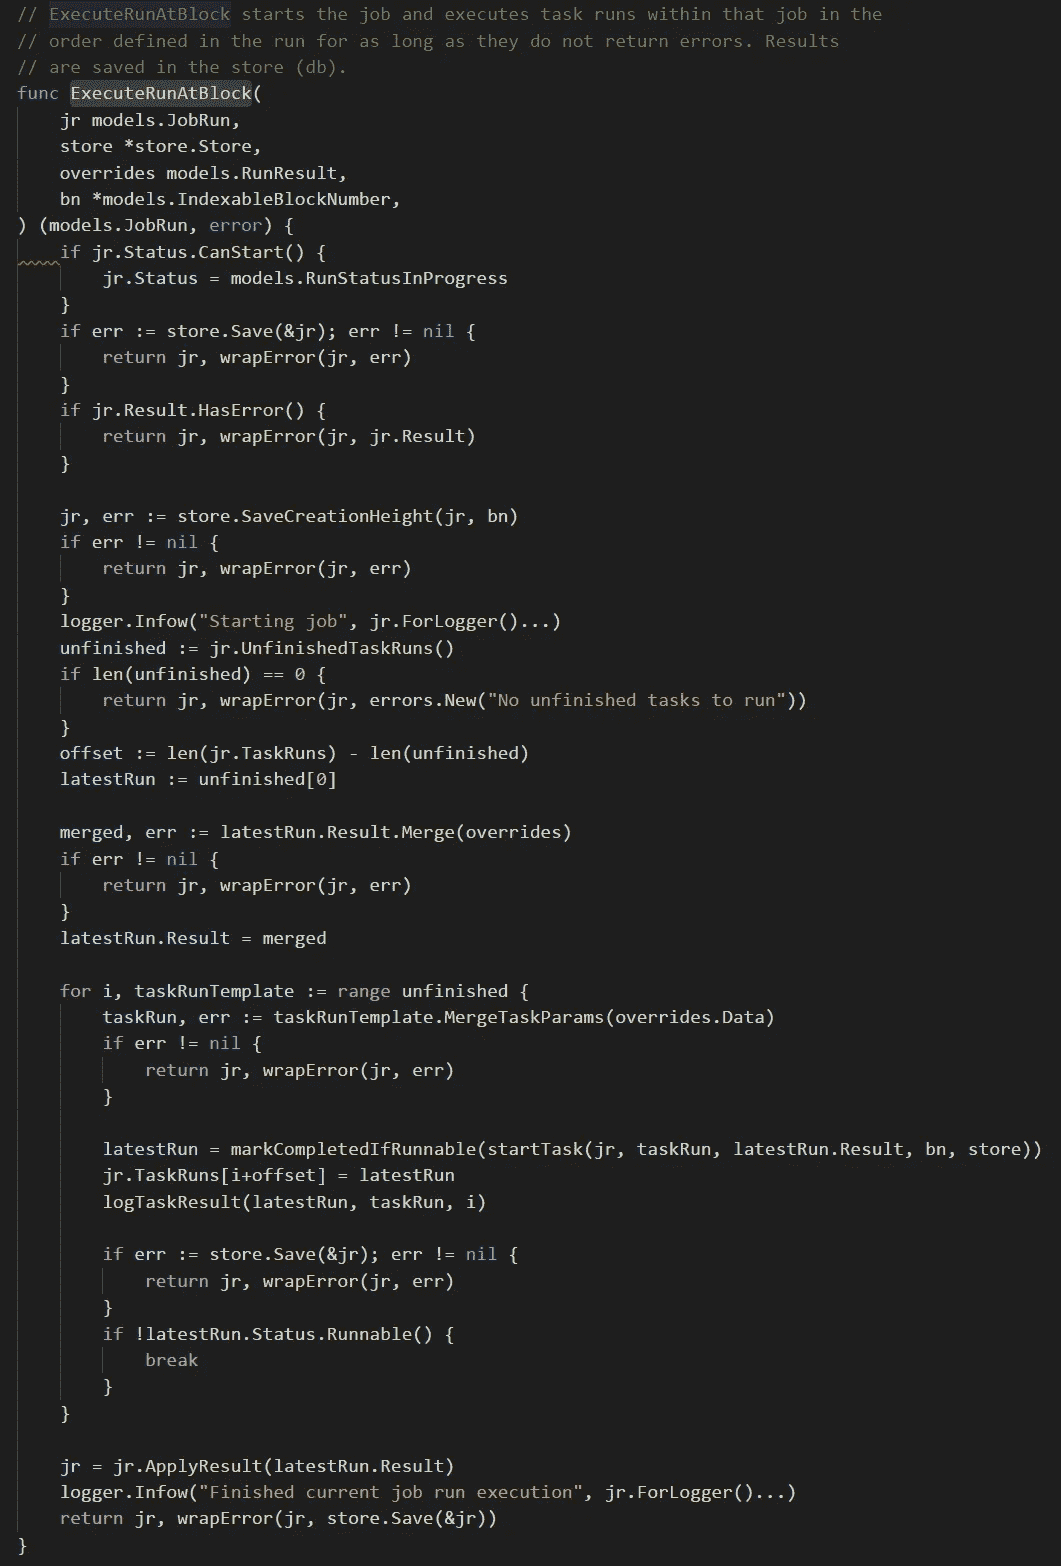 // ExecuteRunAtBlock starts the job and executes task runs within that job in the
// order defined in the run for as long as they do not return errors. Results
// are saved in the store (db).
func ExecuteRunAtBlock(
    jr models.JobRun,
    store *store.Store,
    overrides models.RunResult,
    bn *models.IndexableBlockNumber,
) (models.JobRun, error) {
    if jr.Status.CanStart() {
        jr.Status = models.RunStatusInProgress
    }
    if err := store.Save(&jr); err != nil {
        return jr, wrapError(jr, err)
    }
    if jr.Result.HasError() {
        return jr, wrapError(jr, jr.Result)
    }

    jr, err := store.SaveCreationHeight(jr, bn)
    if err != nil {
        return jr, wrapError(jr, err)
    }
    logger.Infow("Starting job", jr.ForLogger()...)
    unfinished := jr.UnfinishedTaskRuns()
    if len(unfinished) == 0 {
        return jr, wrapError(jr, errors.New("No unfinished tasks to run"))
    }
    offset := len(jr.TaskRuns) - len(unfinished)
    latestRun := unfinished[0]

    merged, err := latestRun.Result.Merge(overrides)
    if err != nil {
        return jr, wrapError(jr, err)
    }
    latestRun.Result = merged

    for i, taskRunTemplate := range unfinished {
        taskRun, err := taskRunTemplate.MergeTaskParams(overrides.Data)
        if err != nil {
            return jr, wrapError(jr, err)
        }

        latestRun = markCompletedIfRunnable(startTask(jr, taskRun, latestRun.Result, bn, store))
        jr.TaskRuns[i+offset] = latestRun
        logTaskResult(latestRun, taskRun, i)

        if err := store.Save(&jr); err != nil {
            return jr, wrapError(jr, err)
        }
        if !latestRun.Status.Runnable() {
            break
        }
    }

    jr = jr.ApplyResult(latestRun.Result)
    logger.Infow("Finished current job run execution", jr.ForLogger()...)
    return jr, wrapError(jr, store.Save(&jr))
}